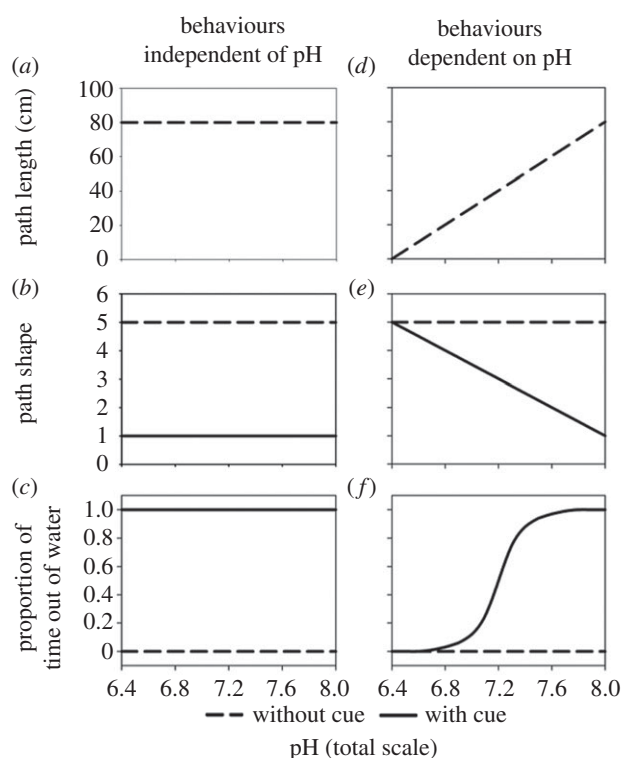 behaviours
independent of pH
behaviours
dependent on pH
(a)
(d)
path length (cm)
100
80
60
40
20
0
(b)
(e)
path shape
6
5
4
3
2
1
0
(c)
(f)
proportion of
time out of water
1.0
0.8
0.6
0.4
0.2
0
6.4 6.8 7.2 7.6 8.0
6.4 6.8 7.2 7.6 8.0
without cue with cue
pH (total scale)